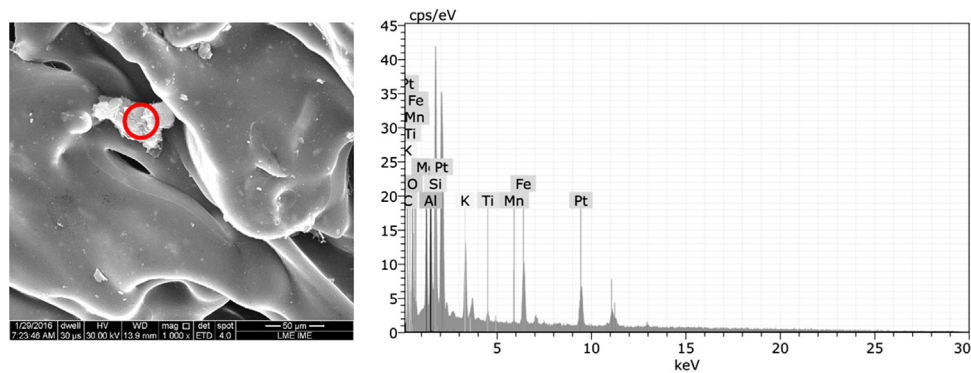 1/29/2016 dwell HV WD mag □ det spot 50 µm
7:23:46 AM 30 µs 30.00 kV 13.9 mm 1 000 x ETD 4.0 LME IME
cps/eV
45
40
35
30
25
20
15
10
5
0
Pt
Fe
Mn
Ti
K
Pt
O Si Fe
C Al K Ti Mn Pt
5 10 15 20 25 30
keV